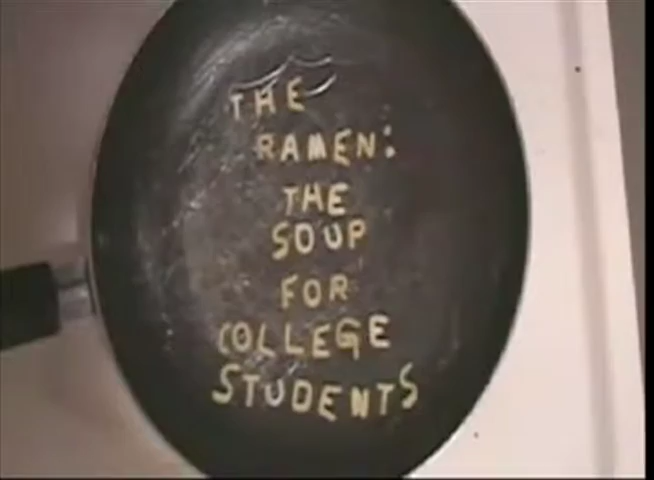 THE
RAMEN:
THE
SOUP
FOR
COLLEGE
STUDENTS